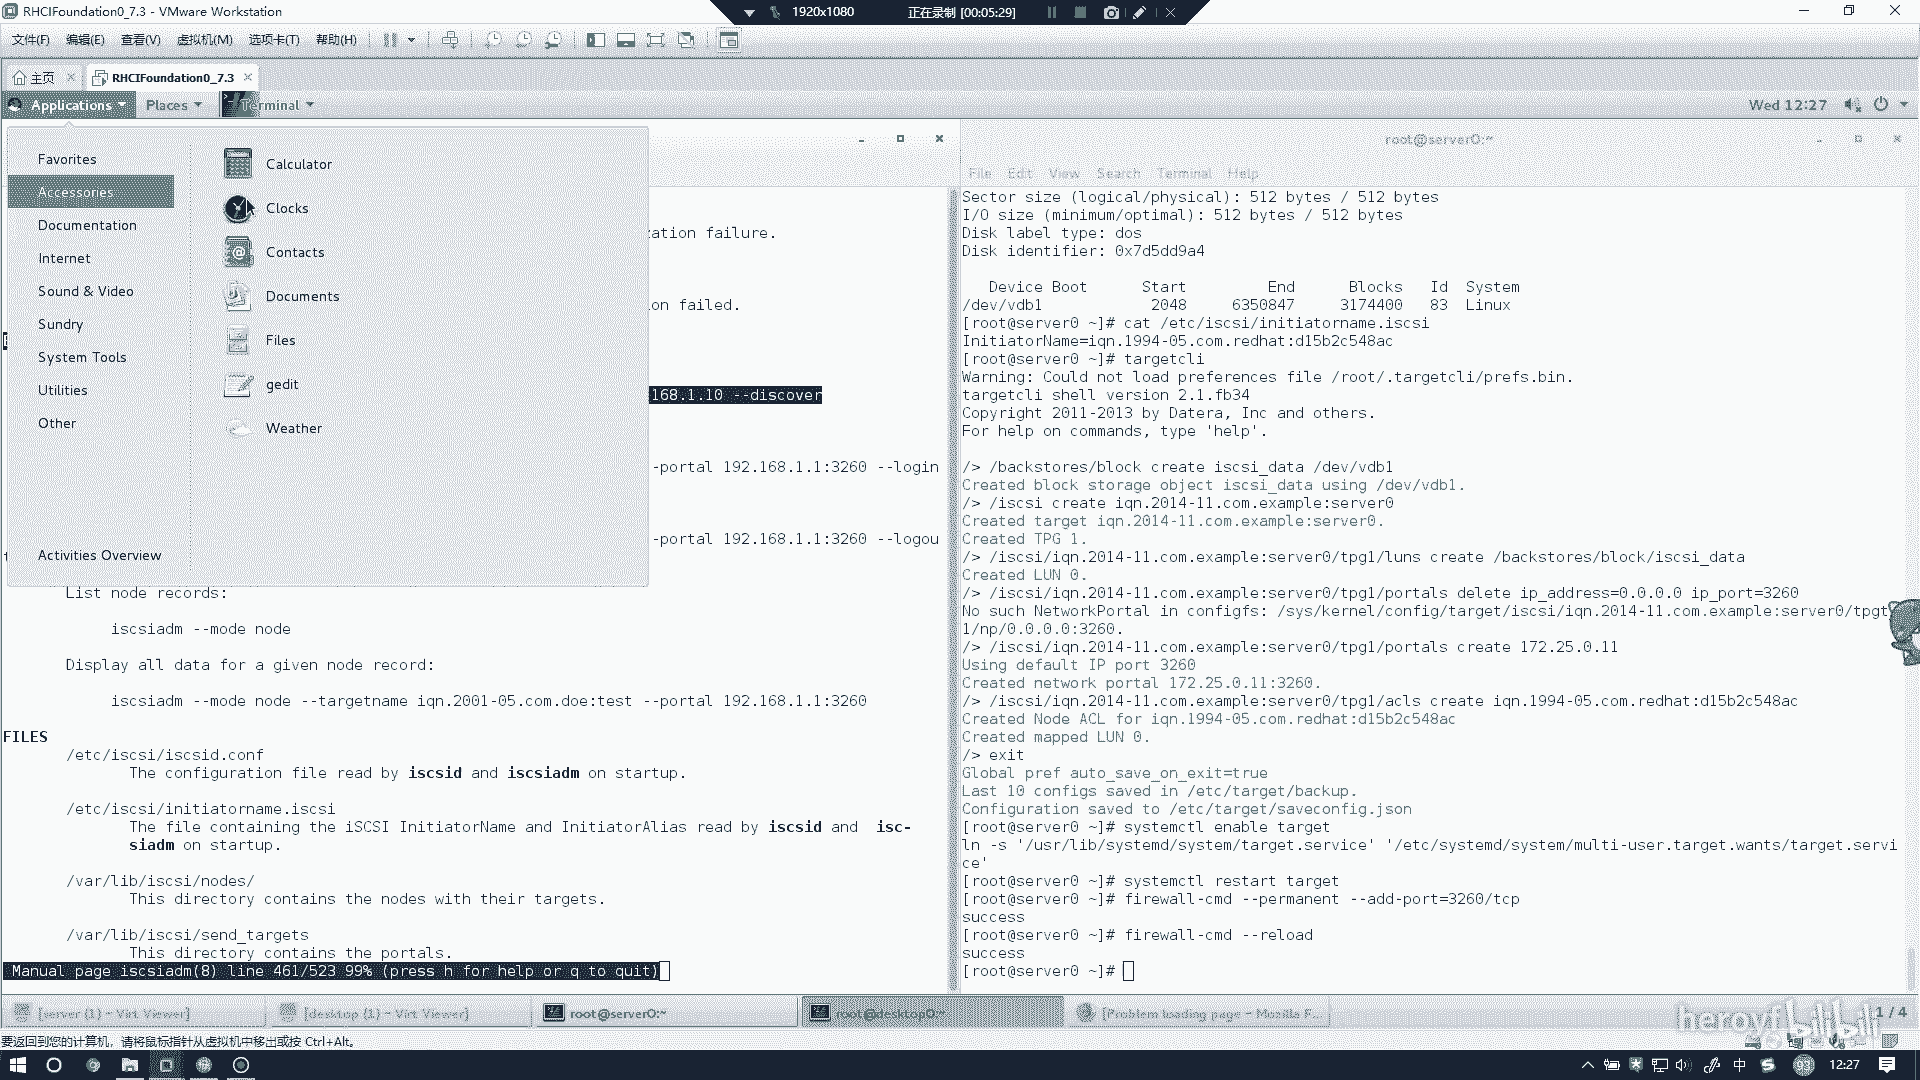 RHCIFoundation0_7.3 - VMware Workstation
1920x1080
正在录制 [00:05:29]
文件(F) 编辑(E) 查看(V) 虚拟机(M) 选项卡(T) 帮助(H)
主页
RHCIFoundation0_7.3
Applications Places Terminal
Wed 12:27
Favorites
Accessories
Documentation
Internet
Sound & Video
Sundry
System Tools
Utilities
Other
Activities Overview
Calculator
Clocks
Contacts
Documents
Files
gedit
Weather
zation failure.
on failed.
168.1.10 --discover
-portal 192.168.1.1:3260 --login
-portal 192.168.1.1:3260 --logou
List node records:
iscsiadm --mode node
Display all data for a given node record:
iscsiadm --mode node --targetname iqn.2001-05.com.doe:test --portal 192.168.1.1:3260
FILES
/etc/iscsi/iscsid.conf
The configuration file read by iscsid and iscsiadm on startup.
/etc/iscsi/initiatorname.iscsi
The file containing the iSCSI InitiatorName and InitiatorAlias read by iscsid and isc-
siadm on startup.
/var/lib/iscsi/nodes/
This directory contains the nodes with their targets.
/var/lib/iscsi/send_targets
This directory contains the portals.
Manual page iscsiadm(8) line 461/523 99% (press h for help or q to quit)
root@server0:~
File Edit View Search Terminal Help
Sector size (logical/physical): 512 bytes / 512 bytes
I/O size (minimum/optimal): 512 bytes / 512 bytes
Disk label type: dos
Disk identifier: 0x7d5dd9a4
Device Boot Start End Blocks Id System
/dev/vdb1 2048 6350847 3174400 83 Linux
[root@server0 ~]# cat /etc/iscsi/initiatorname.iscsi
InitiatorName=iqn.1994-05.com.redhat:d15b2c548ac
[root@server0 ~]# targetcli
Warning: Could not load preferences file /root/.targetcli/prefs.bin.
targetcli shell version 2.1.fb34
Copyright 2011-2013 by Datera, Inc and others.
For help on commands, type 'help'.
/> /backstores/block create iscsi_data /dev/vdb1
Created block storage object iscsi_data using /dev/vdb1.
/> /iscsi create iqn.2014-11.com.example:server0
Created target iqn.2014-11.com.example:server0.
Created TPG 1.
/> /iscsi/iqn.2014-11.com.example:server0/tpg1/luns create /backstores/block/iscsi_data
Created LUN 0.
/> /iscsi/iqn.2014-11.com.example:server0/tpg1/portals delete ip_address=0.0.0.0 ip_port=3260
No such NetworkPortal in configfs: /sys/kernel/config/target/iscsi/iqn.2014-11.com.example:server0/tpgt_
1/np/0.0.0.0:3260.
/> /iscsi/iqn.2014-11.com.example:server0/tpg1/portals create 172.25.0.11
Using default IP port 3260
Created network portal 172.25.0.11:3260.
/> /iscsi/iqn.2014-11.com.example:server0/tpg1/acls create iqn.1994-05.com.redhat:d15b2c548ac
Created Node ACL for iqn.1994-05.com.redhat:d15b2c548ac
Created mapped LUN 0.
/> exit
Global pref auto_save_on_exit=true
Last 10 configs saved in /etc/target/backup.
Configuration saved to /etc/target/saveconfig.json
[root@server0 ~]# systemctl enable target
ln -s '/usr/lib/systemd/system/target.service' '/etc/systemd/system/multi-user.target.wants/target.servi
ce'
[root@server0 ~]# systemctl restart target
[root@server0 ~]# firewall-cmd --permanent --add-port=3260/tcp
success
[root@server0 ~]# firewall-cmd --reload
success
[root@server0 ~]#
[server (1) - Virt Viewer]
[desktop (1) - Virt Viewer]
root@server0:~
root@desktop0:~
[Problem loading page - Mozilla F...
1 / 4
bilibili
要返回到您的计算机，请将鼠标指针从虚拟机中移出或按 Ctrl+Alt。
中
12:27